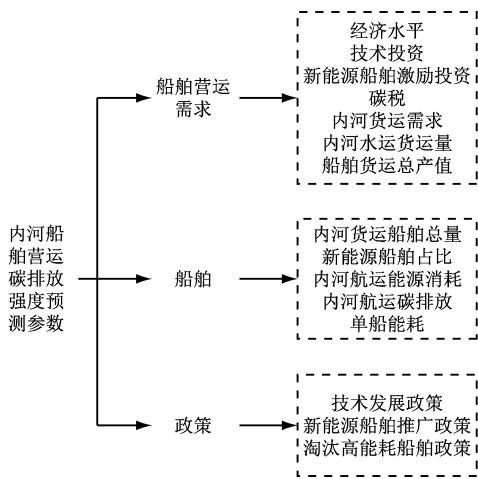 内河船
舶营运
碳排放
强度预
测参数
船舶营运
需求
经济水平
技术投资
新能源船舶激励投资
碳税
内河货运需求
内河水运货运量
船舶货运总产值
船舶
内河货运船舶总量
新能源船舶占比
内河航运能源消耗
内河航运碳排放
单船能耗
政策
技术发展政策
新能源船舶推广政策
淘汰高能耗船舶政策